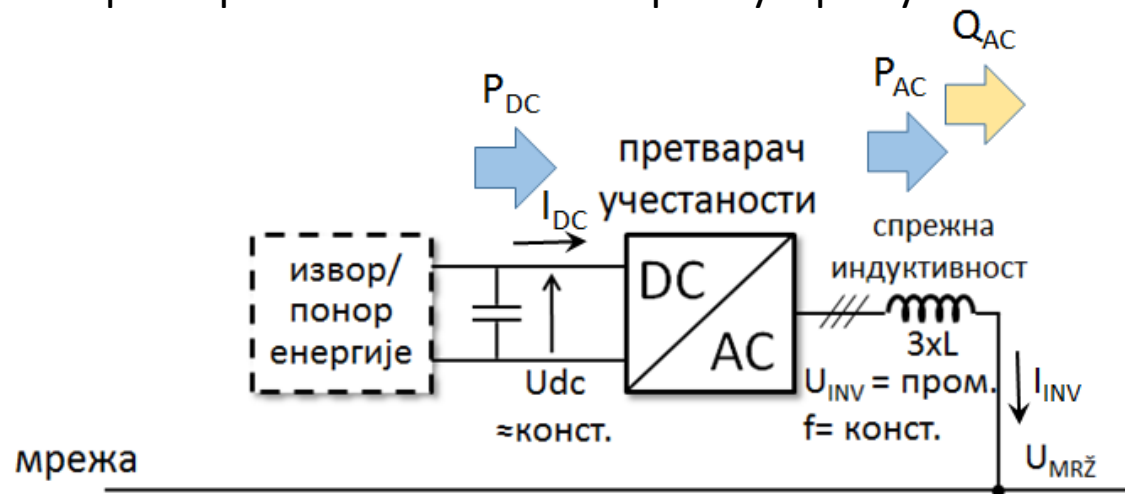 Q_AC
P_AC
P_DC
претварач
учестаности
I_DC
спрежна
индуктивност
извор/
понор
енергије
DC
AC
3xL
Udc
≈конст.
U_INV = пром.
f= конст.
I_INV
U_MRŽ
мрежа